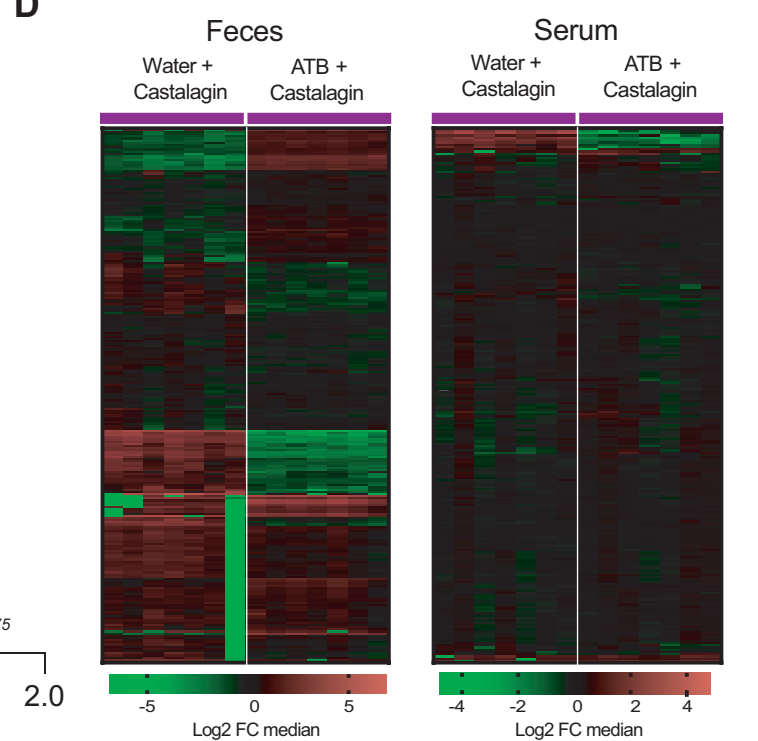 D
Feces
Serum
Water +
Castalagin
ATB +
Castalagin
Water +
Castalagin
ATB +
Castalagin
2.0
-5
0
5
Log2 FC median
-4
-2
0
2
4
Log2 FC median